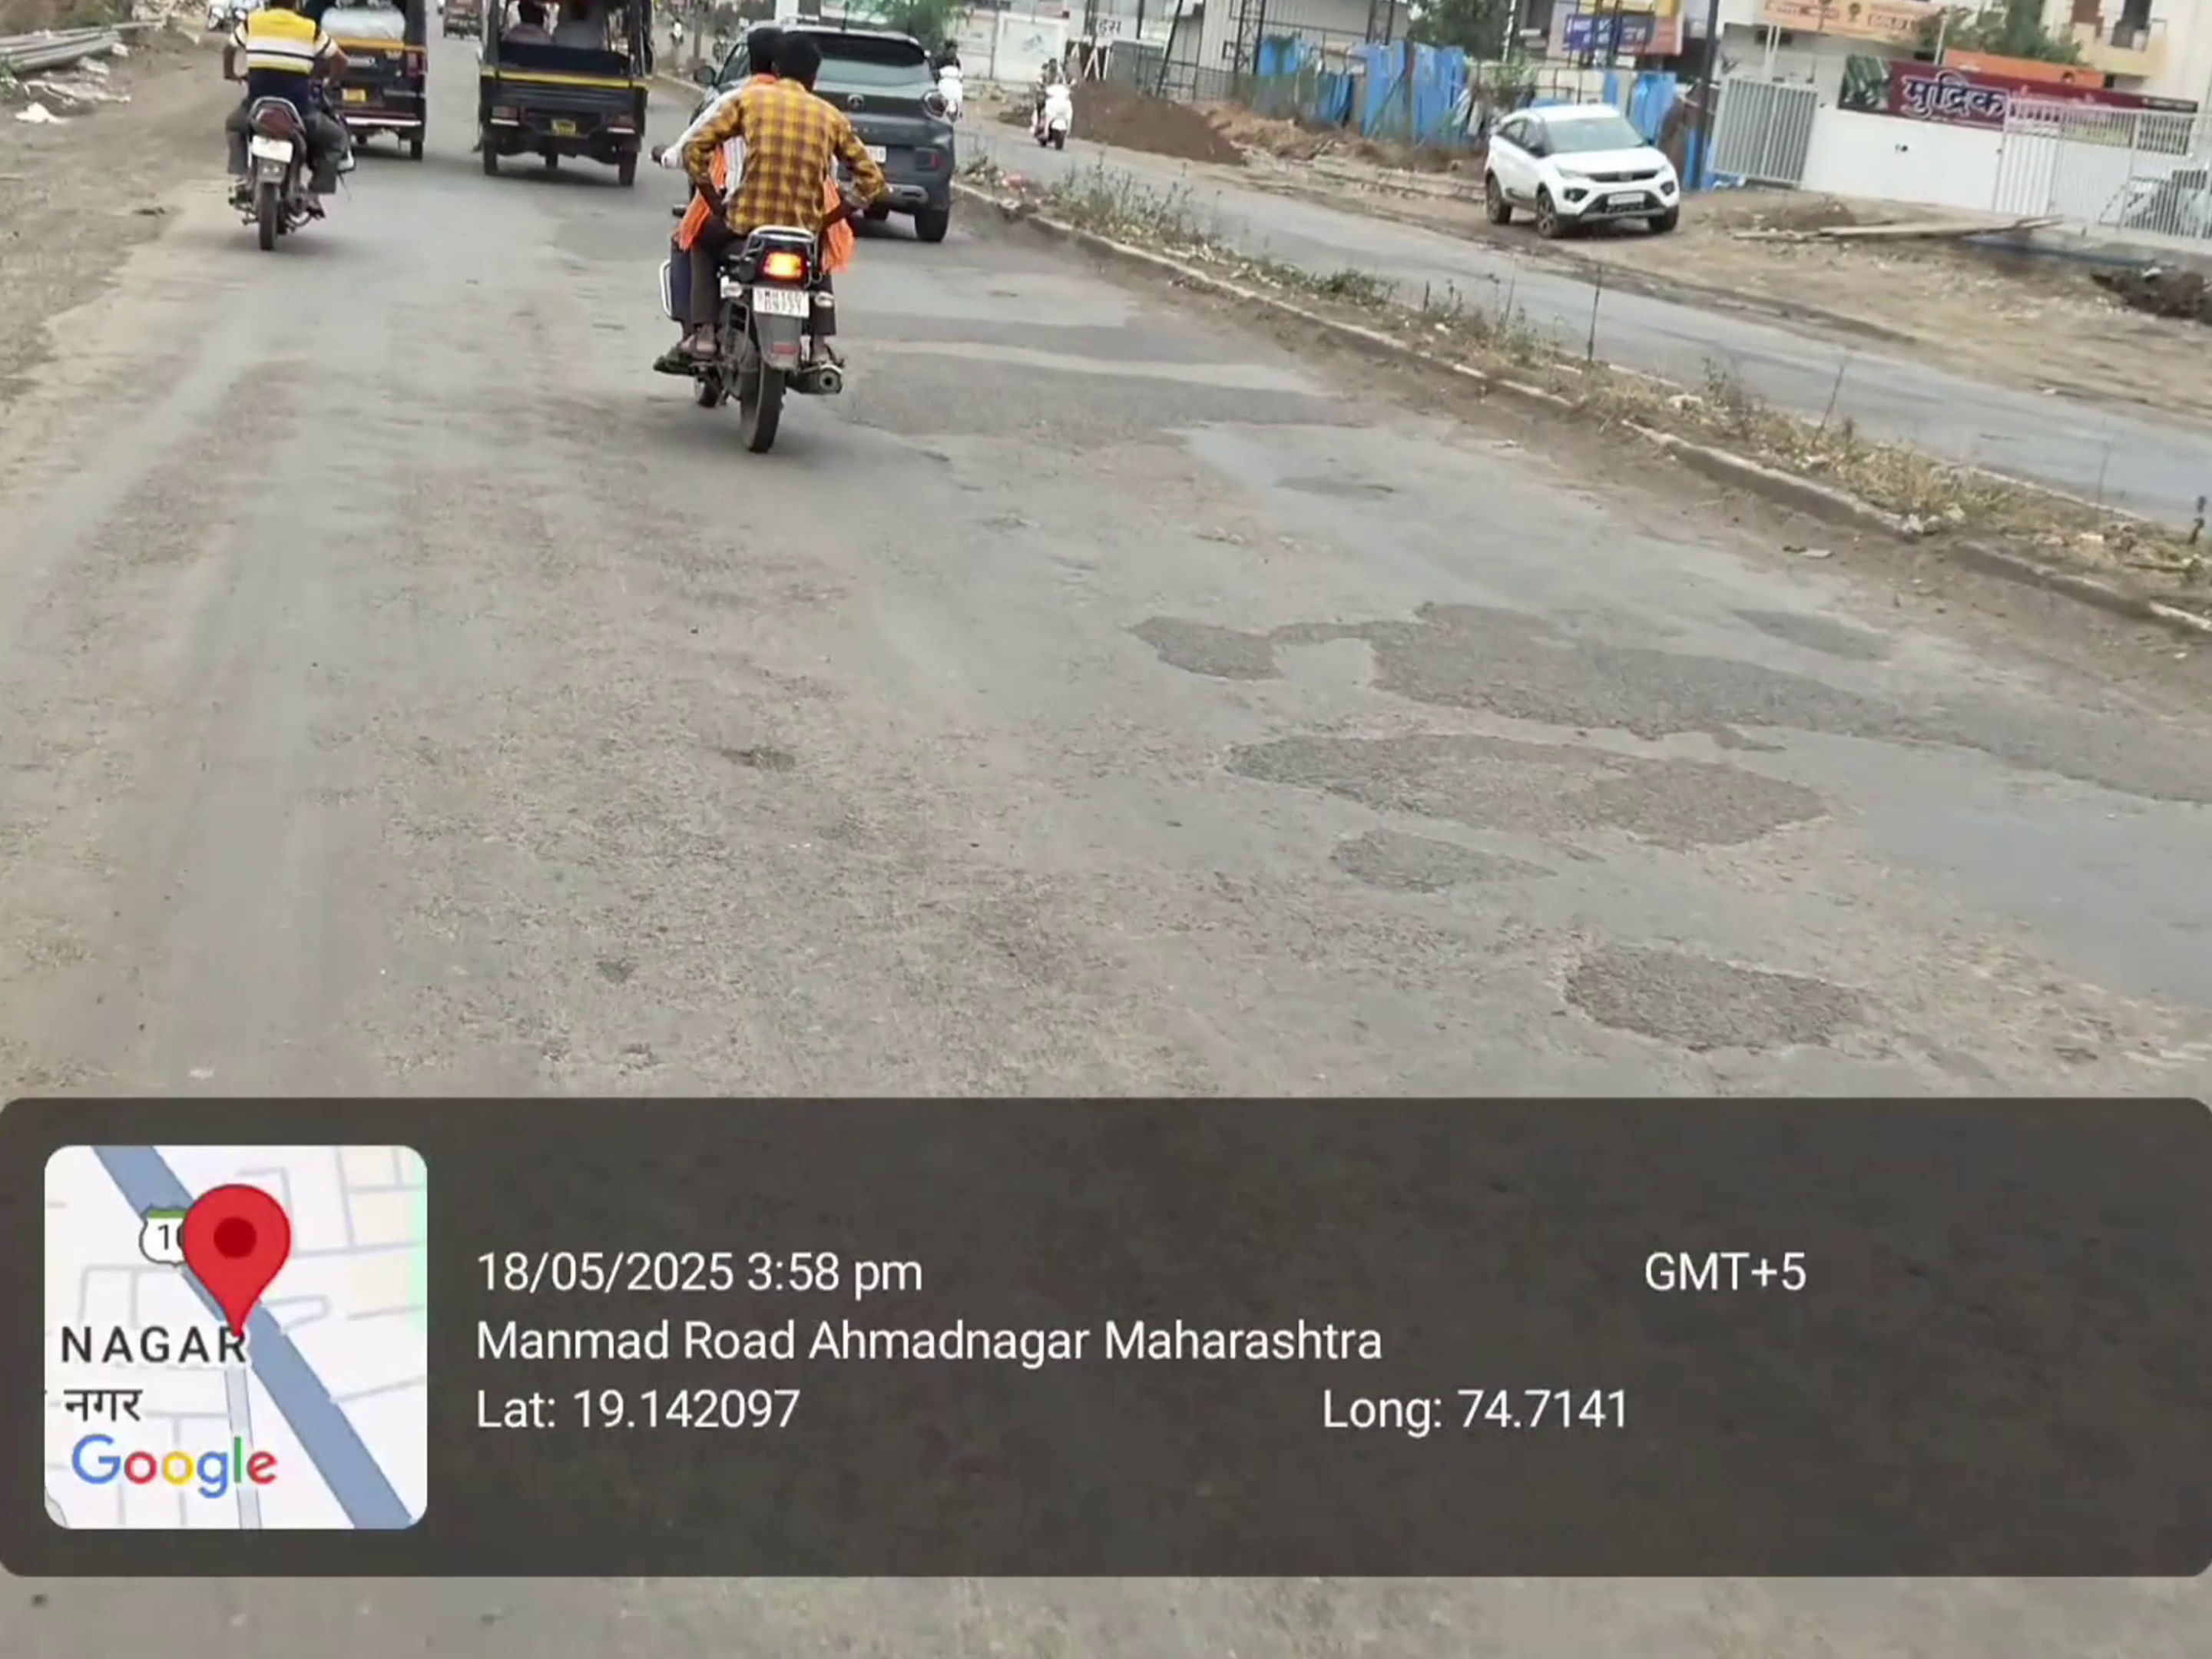 मुद्रिक
NAGAR
नगर
Google
18/05/2025 3:58 pm
GMT+5
Manmad Road Ahmadnagar Maharashtra
Lat: 19.142097
Long: 74.7141